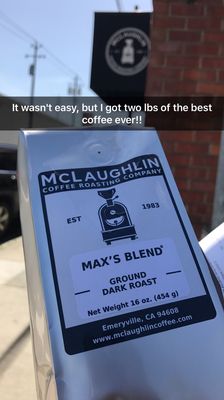 It wasn't easy, but I got two lbs of the best
coffee ever!!
MCLAUGHLIN
COFFEE ROASTING COMPANY
EST 1983
MAX'S BLEND
GROUND
DARK ROAST
Net Weight 16 oz. (454 g)
Emeryville, CA 94608
www.mclaughlincoffee.com